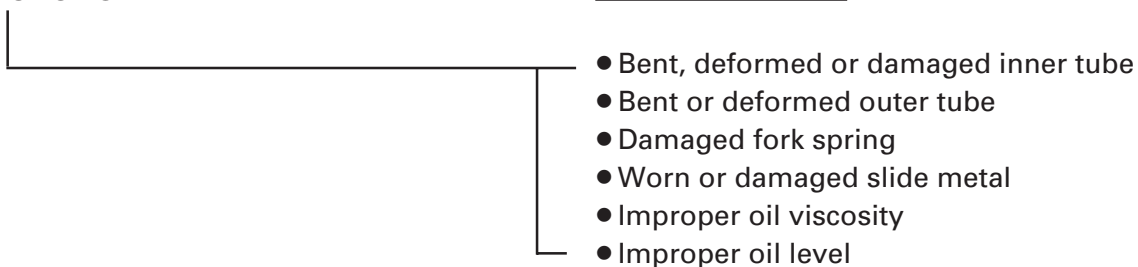 ● Bent, deformed or damaged inner tube
● Bent or deformed outer tube
● Damaged fork spring
● Worn or damaged slide metal
● Improper oil viscosity
● Improper oil level